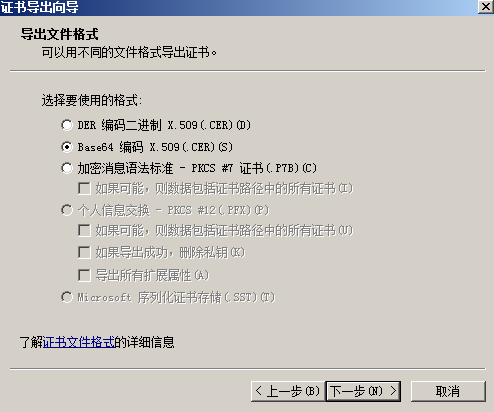 证书导出向导
导出文件格式
可以用不同的文件格式导出证书。
选择要使用的格式:
DER 编码二进制 X.509(.CER)(D)
Base64 编码 X.509(.CER)(S)
加密消息语法标准 - PKCS #7 证书(.P7B)(C)
如果可能，则数据包括证书路径中的所有证书(I)
个人信息交换 - PKCS #12(.PFX)(P)
如果可能，则数据包括证书路径中的所有证书(U)
如果导出成功，删除私钥(K)
导出所有扩展属性(A)
Microsoft 序列化证书存储(.SST)(T)
了解证书文件格式的详细信息
< 上一步(B) 下一步(N) > 取消